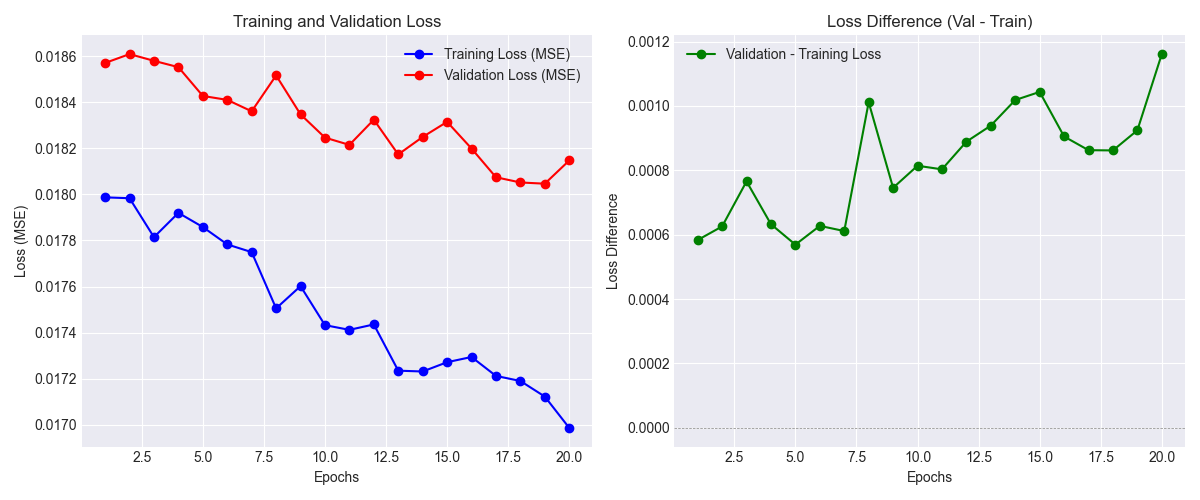 Training and Validation Loss
Training Loss (MSE)
Validation Loss (MSE)
Loss (MSE)
0.0186
0.0184
0.0182
0.0180
0.0178
0.0176
0.0174
0.0172
0.0170
2.5 5.0 7.5 10.0 12.5 15.0 17.5 20.0
Epochs
Loss Difference (Val - Train)
Validation - Training Loss
Loss Difference
0.0012
0.0010
0.0008
0.0006
0.0004
0.0002
0.0000
2.5 5.0 7.5 10.0 12.5 15.0 17.5 20.0
Epochs